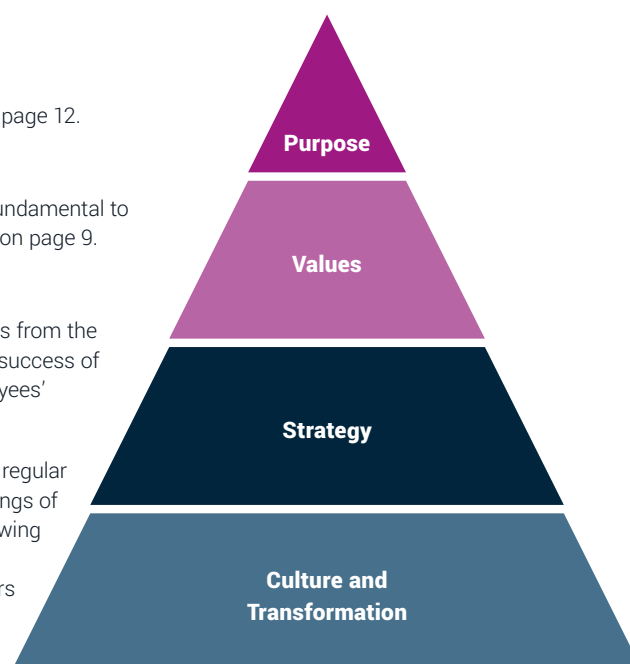 page 12.
undamental to
on page 9.
s from the
success of
yees’
regular
ngs of
wing
rs
Purpose
Values
Strategy
Culture and
Transformation